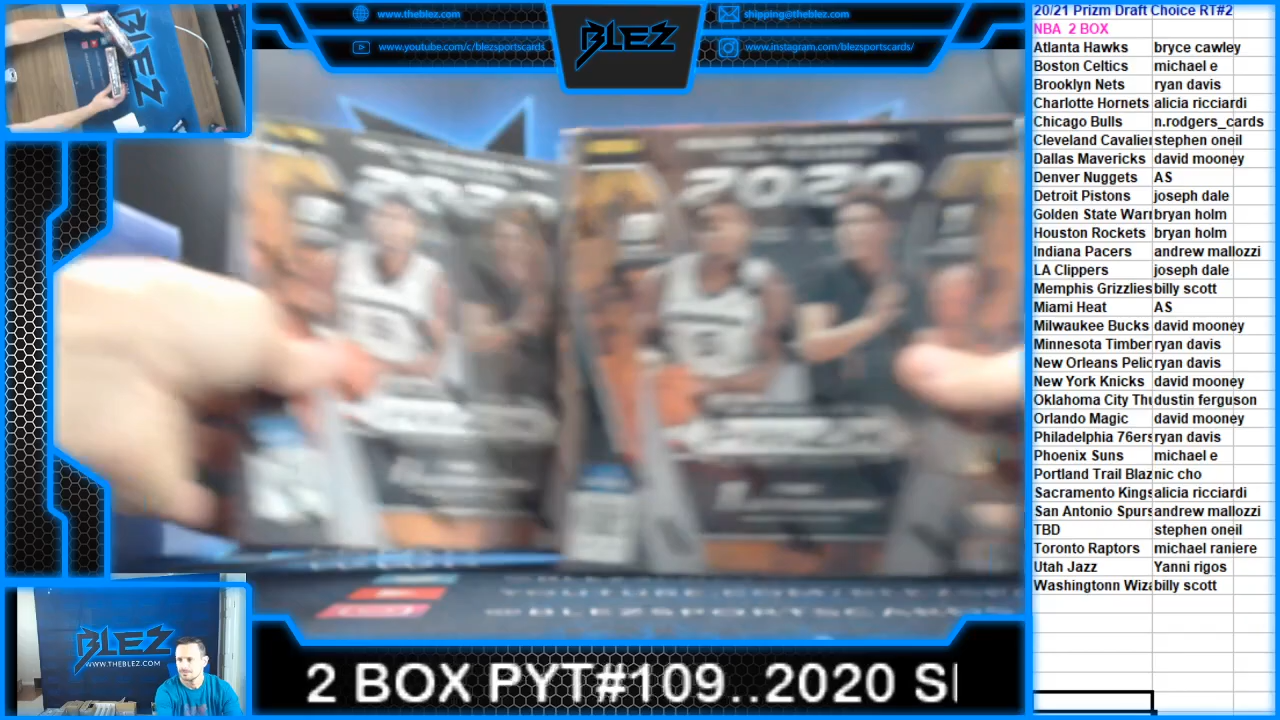 www.theblez.com
www.youtube.com/c/blezsportscards
BLEZ
shipping@theblez.com
www.instagram.com/blezsportscards/
20/21 Prizm Draft Choice RT#2
NBA 2 BOX
Atlanta Hawks bryce cawley
Boston Celtics michael e
Brooklyn Nets ryan davis
Charlotte Hornets alicia ricciardi
Chicago Bulls n.rodgers_cards
Cleveland Cavalier stephen oneil
Dallas Mavericks david mooney
Denver Nuggets AS
Detroit Pistons joseph dale
Golden State Warri bryan holm
Houston Rockets bryan holm
Indiana Pacers andrew mallozzi
LA Clippers joseph dale
Memphis Grizzlies billy scott
Miami Heat AS
Milwaukee Bucks david mooney
Minnesota Timber ryan davis
New Orleans Pelic ryan davis
New York Knicks david mooney
Oklahoma City Thu dustin ferguson
Orlando Magic david mooney
Philadelphia 76ers ryan davis
Phoenix Suns michael e
Portland Trail Blaz nic cho
Sacramento Kings alicia ricciardi
San Antonio Spurs andrew mallozzi
TBD stephen oneil
Toronto Raptors michael raniere
Utah Jazz Yanni rigos
Washingtonn Wiza billy scott
2020
2020
BLEZ
BLEZ
WWW.THEBLEZ.COM
2 BOX PYT#109..2020 S